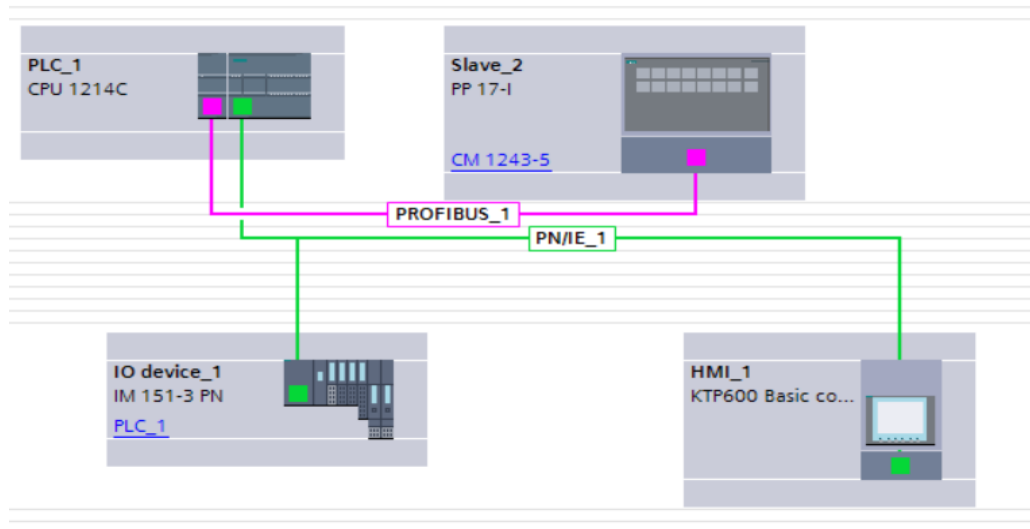 PLC_1
CPU 1214C
Slave_2
PP 17-I
CM 1243-5
PROFIBUS_1
PN/IE_1
IO device_1
IM 151-3 PN
PLC_1
HMI_1
KTP600 Basic co...